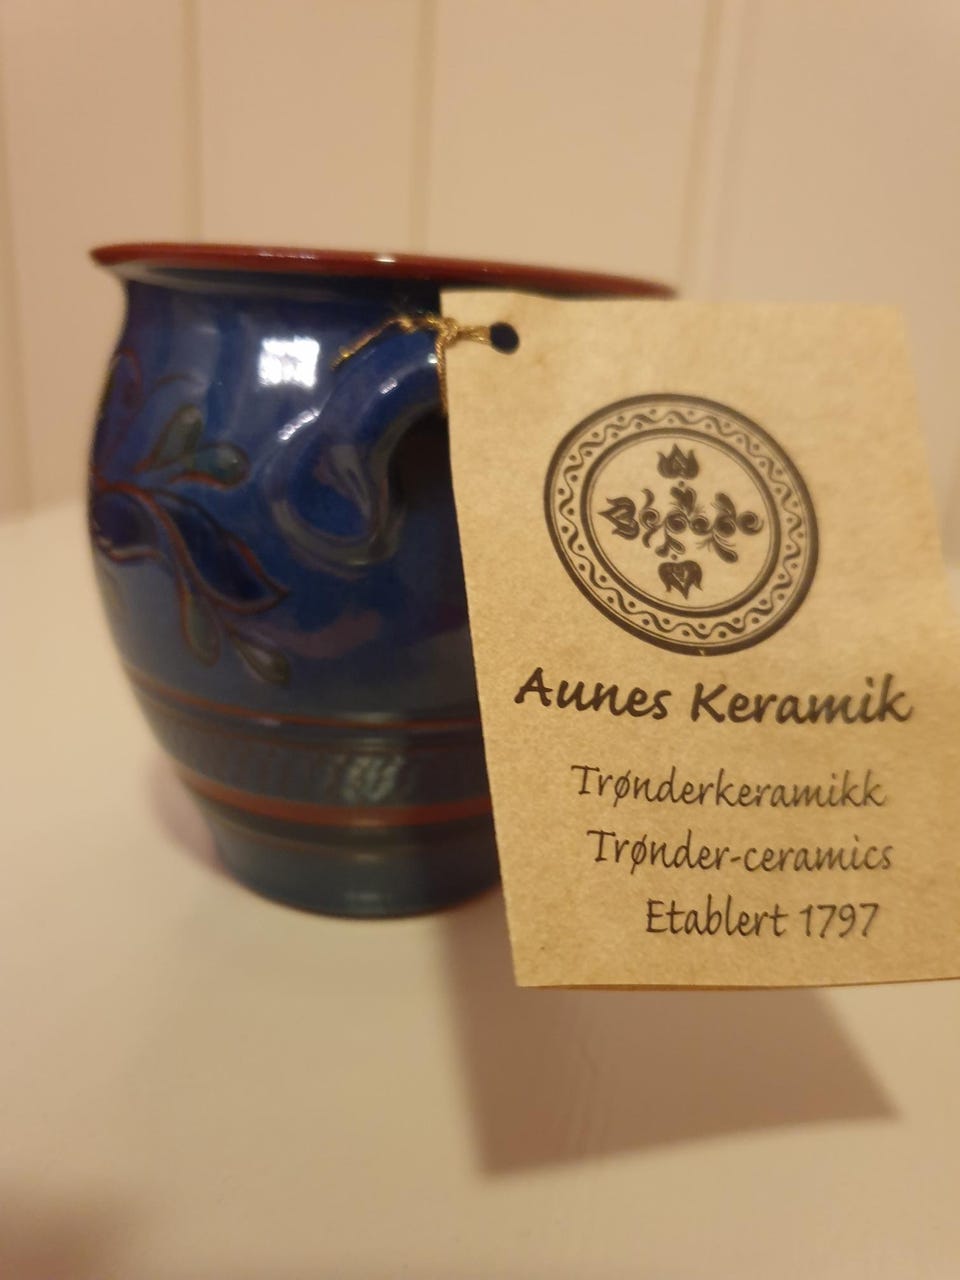 Aunes Keramik
Trønderkeramikk
Trønder-ceramics
Etablert 1797